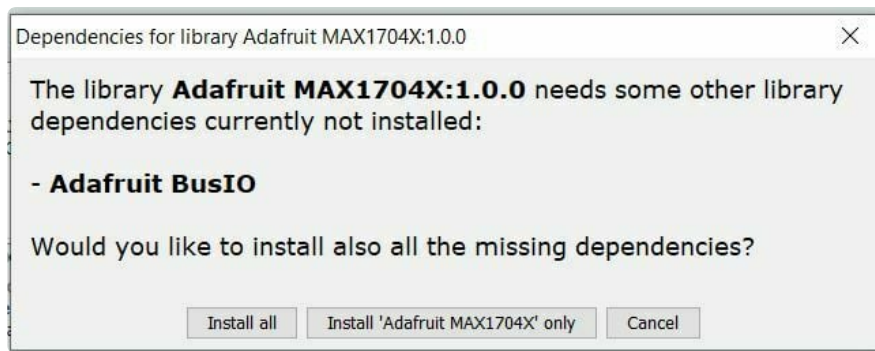 Dependencies for library Adafruit MAX1704X:1.0.0
The library Adafruit MAX1704X:1.0.0 needs some other library
dependencies currently not installed:
- Adafruit BusIO
Would you like to install also all the missing dependencies?
Install all
Install 'Adafruit MAX1704X' only
Cancel